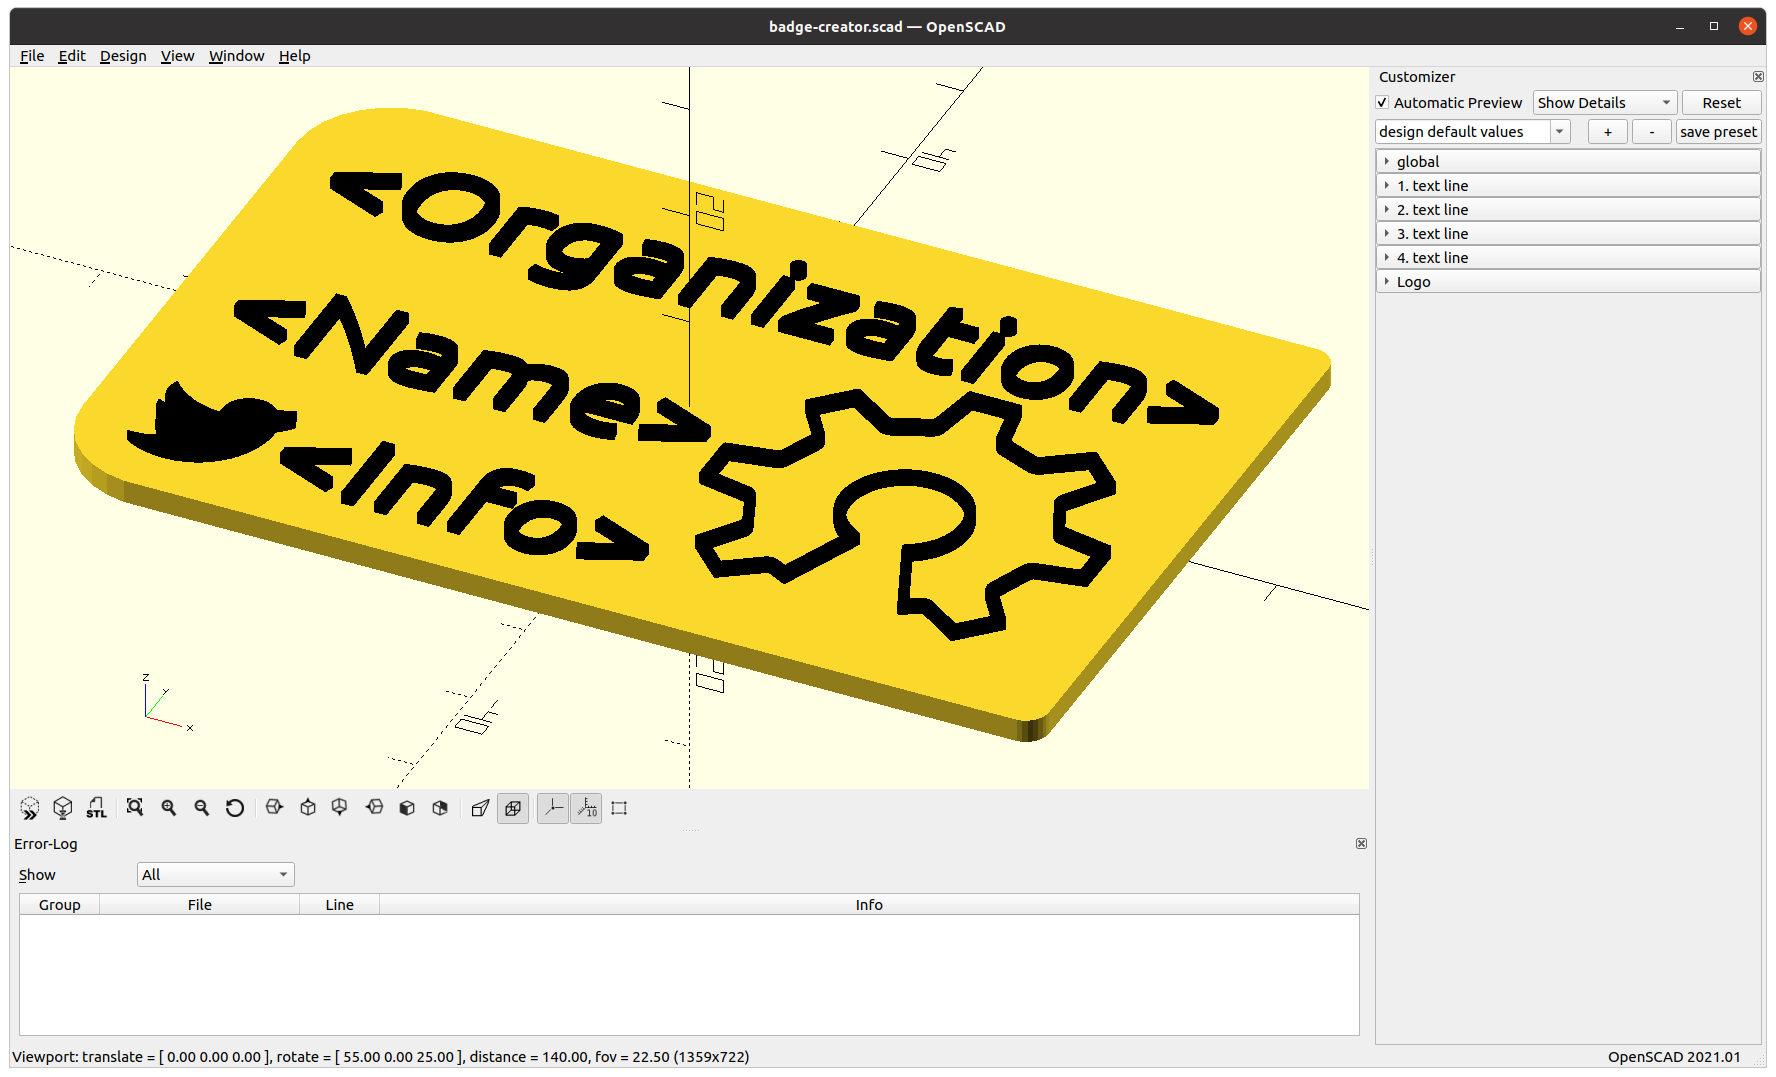 badge-creator.scad — OpenSCAD
File Edit Design View Window Help
Customizer
Automatic Preview Show Details Reset
design default values + - save preset
global
1. text line
2. text line
3. text line
4. text line
Logo
<Organization>
<Name>
<Info>
20
40
z
y
x
STL
10
Error-Log
Show All
Group File Line Info
Viewport: translate = [ 0.00 0.00 0.00 ], rotate = [ 55.00 0.00 25.00 ], distance = 140.00, fov = 22.50 (1359x722)
OpenSCAD 2021.01